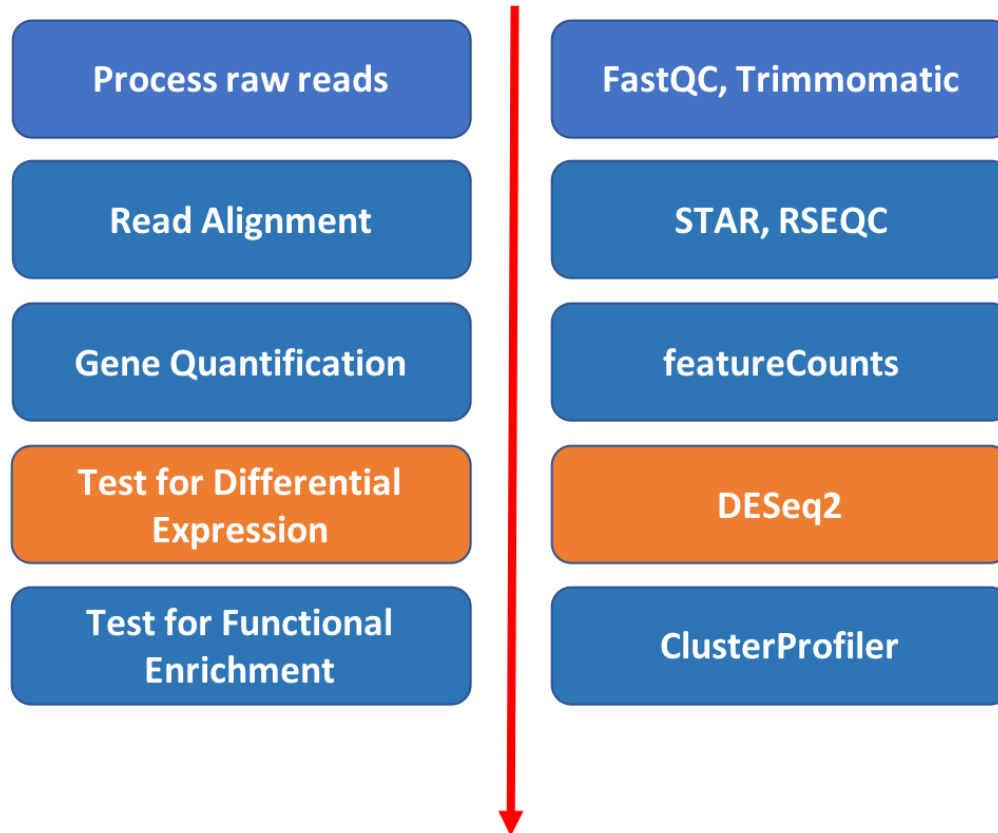 Process raw reads
FastQC, Trimmomatic
Read Alignment
STAR, RSEQC
Gene Quantification
featureCounts
Test for Differential
Expression
DESeq2
Test for Functional
Enrichment
ClusterProfiler